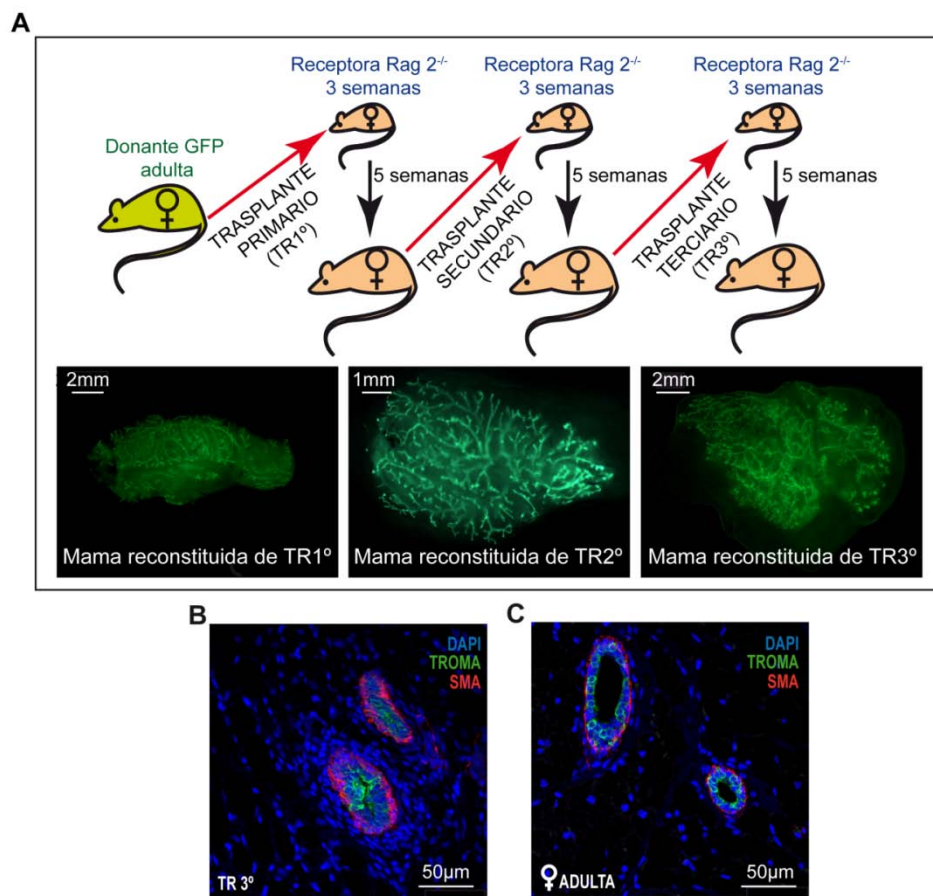 A
Receptora Rag 2-/-
3 semanas
Receptora Rag 2-/-
3 semanas
Receptora Rag 2-/-
3 semanas
Donante GFP
adulta
TRASPLANTE
PRIMARIO
(TR1º)
5 semanas
TRASPLANTE
SECUNDARIO
(TR2º)
5 semanas
TRASPLANTE
TERCIARIO
(TR3º)
5 semanas
2mm
Mama reconstituida de TR1º
1mm
Mama reconstituida de TR2º
2mm
Mama reconstituida de TR3º
B
DAPI
TROMA
SMA
TR 3º
50µm
C
DAPI
TROMA
SMA
♀ADULTA
50µm